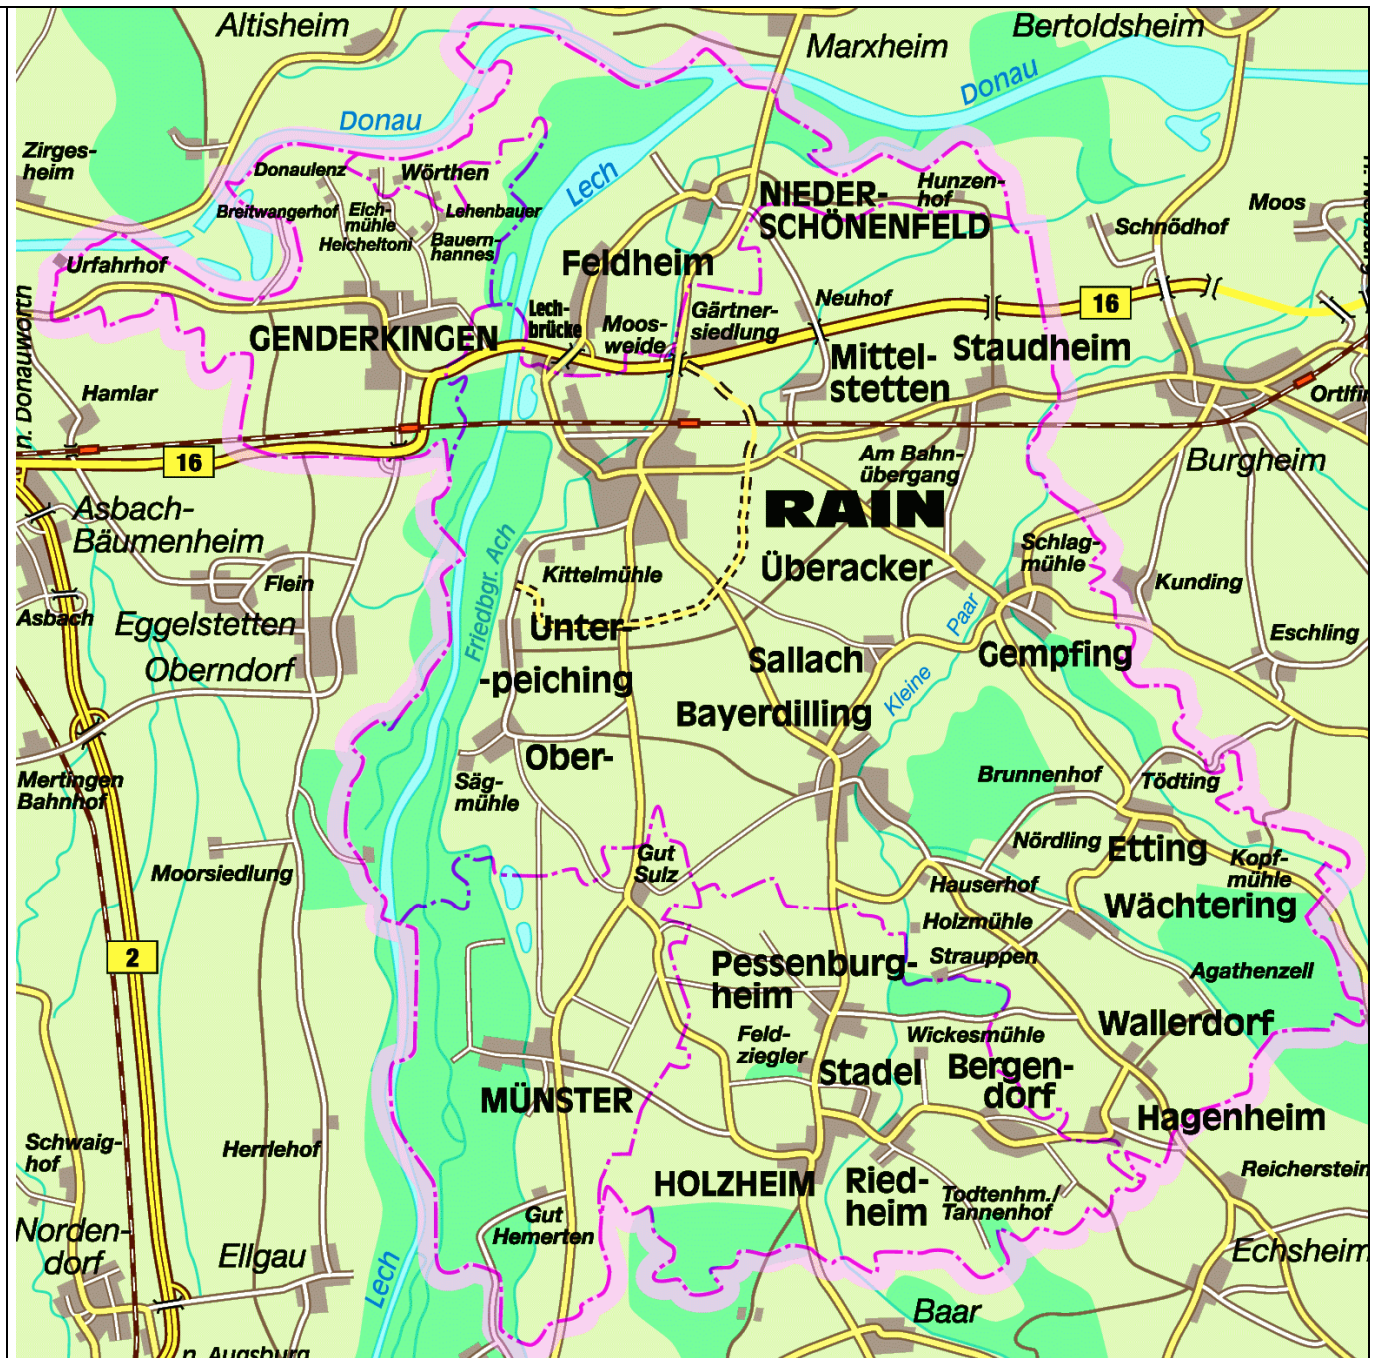 Altisheim
Marxheim
Bertoldsheim
Donau
Donau
Zirges-
heim
Donaulenz
Wörthen
Lech
Breitwangerhof
Eich-
mühle
Lehenbauer
Heicheltoni
Bauern-
hannes
NIEDER-
SCHÖNENFELD
Hunzen-
hof
Schnödhof
Moos
Urfahrhof
Feldheim
n. Donauwörth
GENDERKINGEN
Lech-
brücke
Moos-
weide
Gärtner-
siedlung
Neuhof
16
Mittel-
stetten
Staudheim
Hamlar
16
Am Bahn-
übergang
Burgheim
Asbach-
Bäumenheim
RAIN
Flein
Friedbgr. Ach
Kittelmühle
Überacker
Schlag-
mühle
Kunding
Asbach
Eggelstetten
Oberndorf
Unter-
-peiching
Paar
Sallach
Gempfing
Eschling
Kleine
Bayerdilling
Ober-
Mertingen
Bahnhof
Säg-
mühle
Brunnenhof
Tödting
Moorsiedlung
Gut
Sulz
Nördling
Etting
Kopf-
mühle
Hauserhof
Wächtering
Holzmühle
2
Pessenburg-
heim
Strauppen
Agathenzell
Feld-
ziegler
Wickesmühle
Wallerdorf
Stadel
Bergen-
dorf
MÜNSTER
Hagenheim
Schwaig-
hof
Herrlehof
HOLZHEIM
Ried-
heim
Todtenhm./
Tannenhof
Reicherstein
Norden-
dorf
Ellgau
Gut
Hemerten
Echsheim
Lech
Baar
n. Augsburg